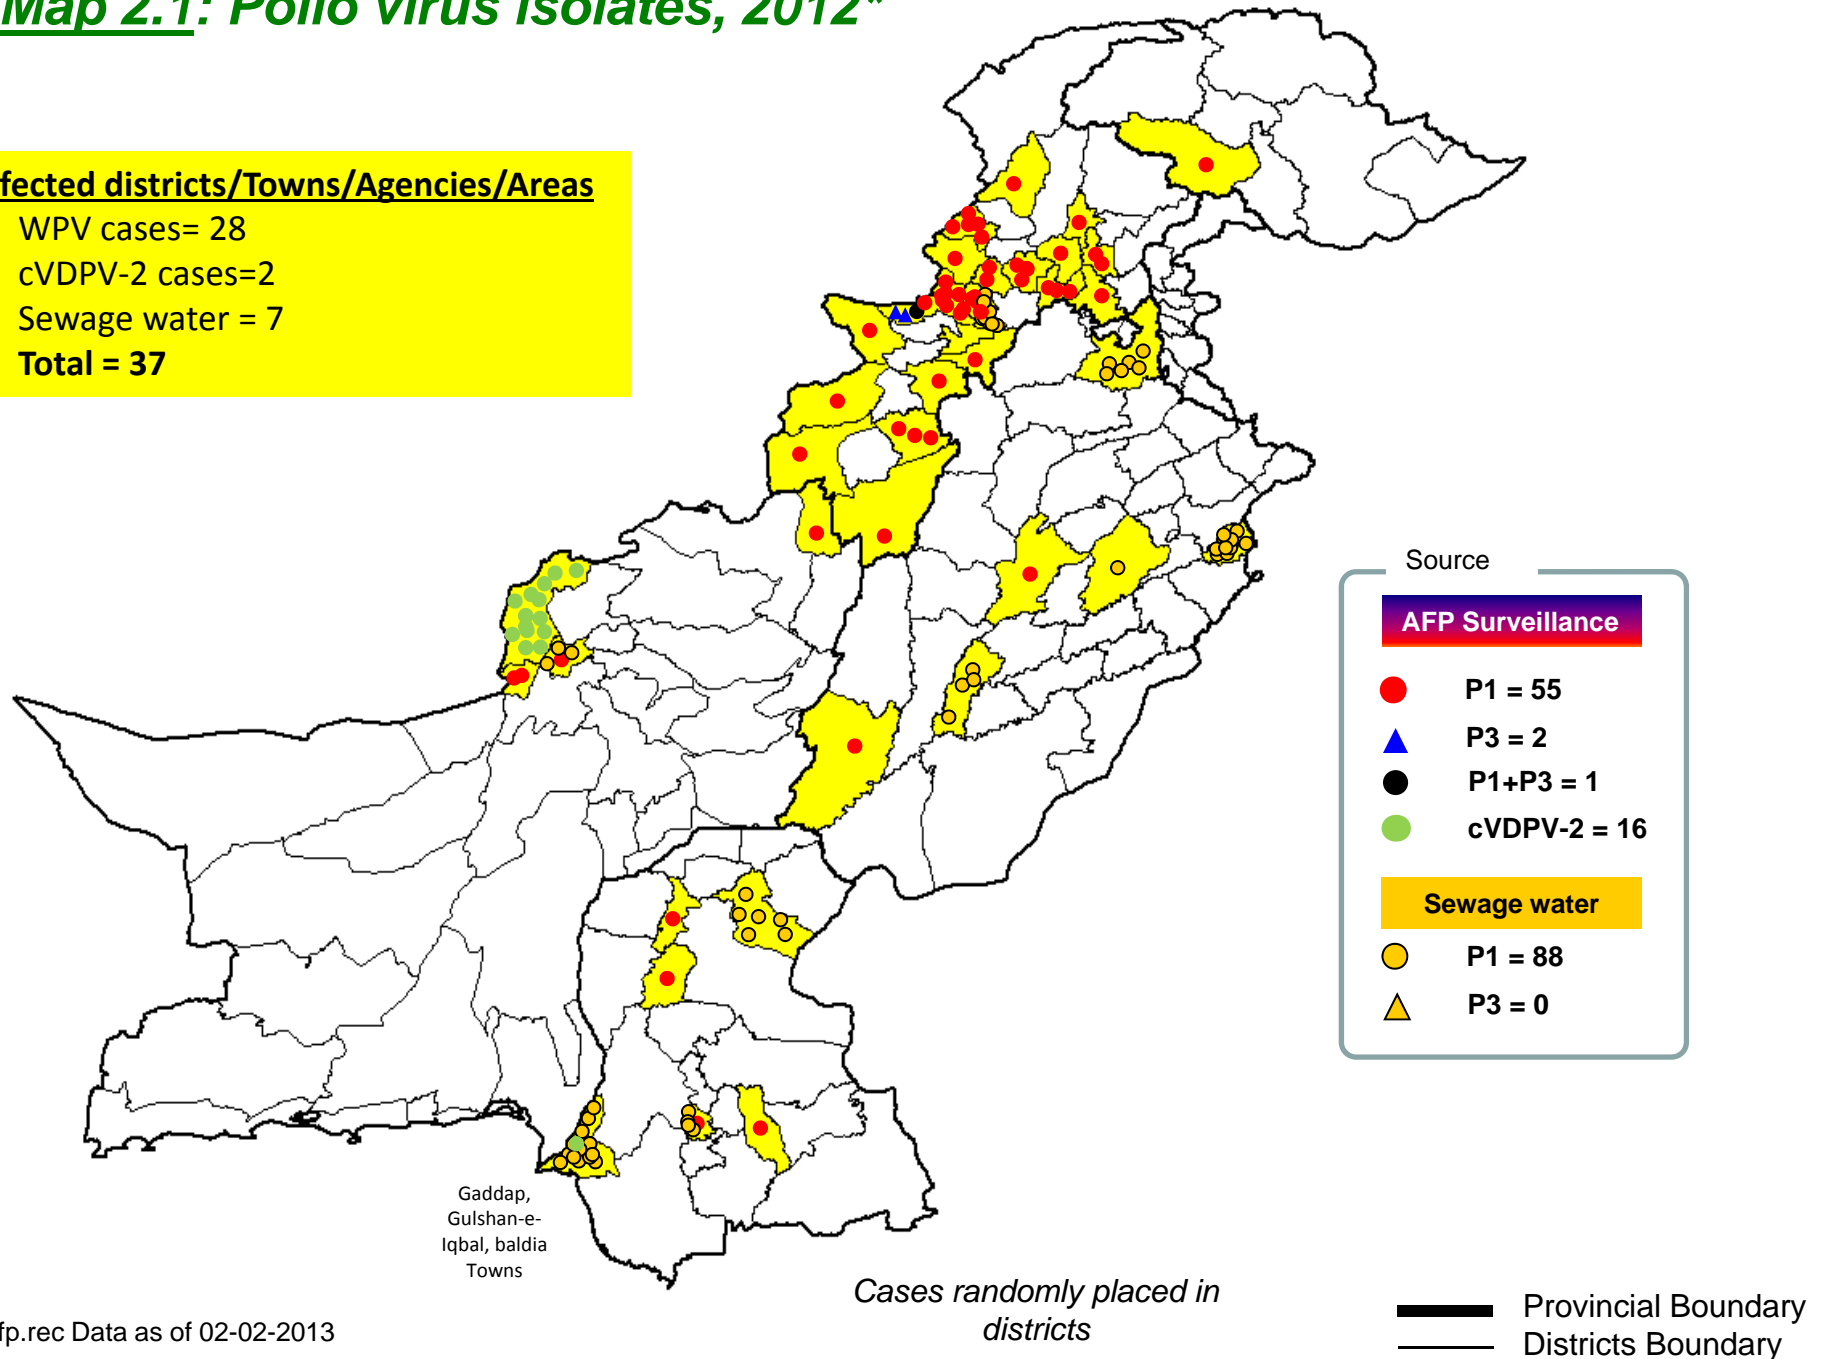 Map 2.1: Polio virus Isolates, 2012*
fected districts/Towns/Agencies/Areas
WPV cases= 28
cVDPV-2 cases=2
Sewage water = 7
Total = 37
Source
AFP Surveillance
P1 = 55
P3 = 2
P1+P3 = 1
cVDPV-2 = 16
Sewage water
P1 = 88
P3 = 0
Gaddap,
Gulshan-e-
Iqbal, baldia
Towns
Cases randomly placed in
districts
fp.rec Data as of 02-02-2013
Provincial Boundary
Districts Boundary